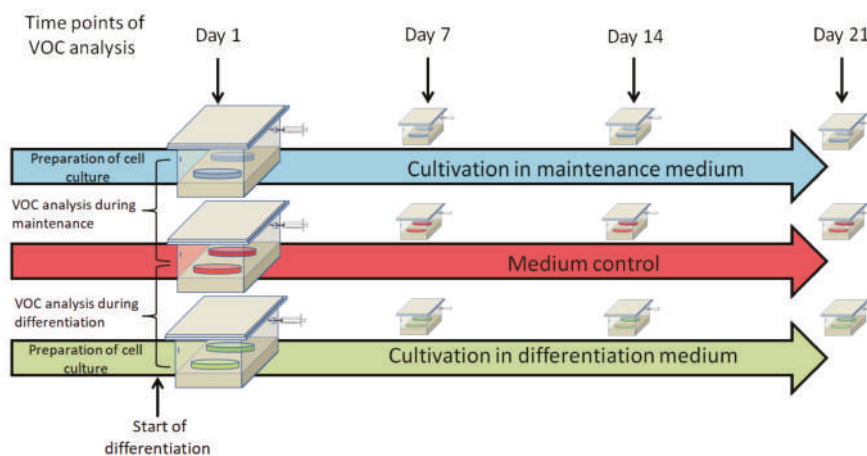 Time points of
VOC analysis
Day 1
Day 7
Day 14
Day 21
Preparation of cell
culture
Cultivation in maintenance medium
VOC analysis during
maintenance
Medium control
VOC analysis during
differentiation
Preparation of cell
culture
Cultivation in differentiation medium
Start of
differentiation